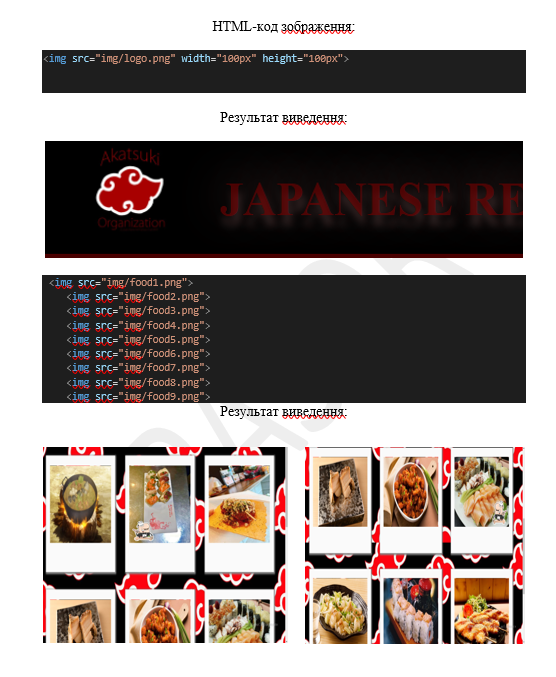 HTML-код зображення:
<img src="img/logo.png" width="100px" height="100px">
Результат виведення:
Akatsuki
Organization
JAPANESE RE
<img src="img/food1.png">
<img src="img/food2.png">
<img src="img/food3.png">
<img src="img/food4.png">
<img src="img/food5.png">
<img src="img/food6.png">
<img src="img/food7.png">
<img src="img/food8.png">
<img src="img/food9.png">
Результат виведення: